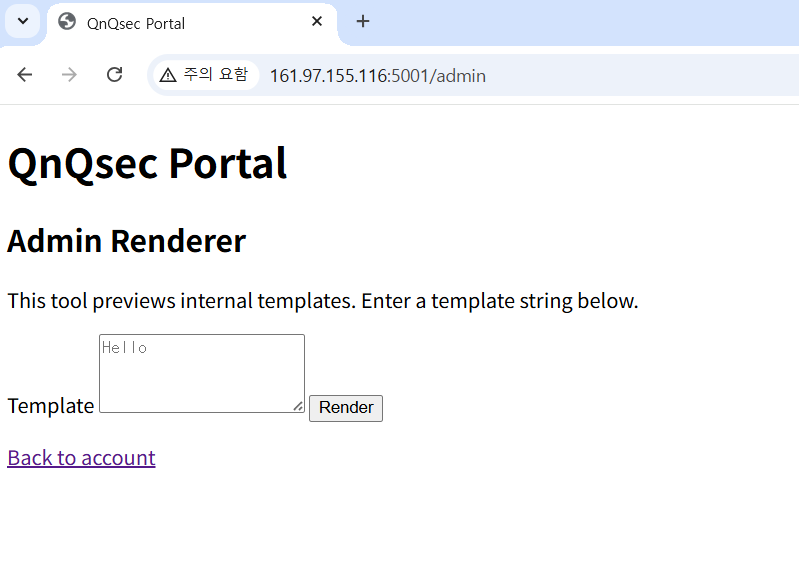 QnQsec Portal
주의 요함 161.97.155.116:5001/admin
QnQsec Portal
Admin Renderer
This tool previews internal templates. Enter a template string below.
Hello
Template Render
Back to account